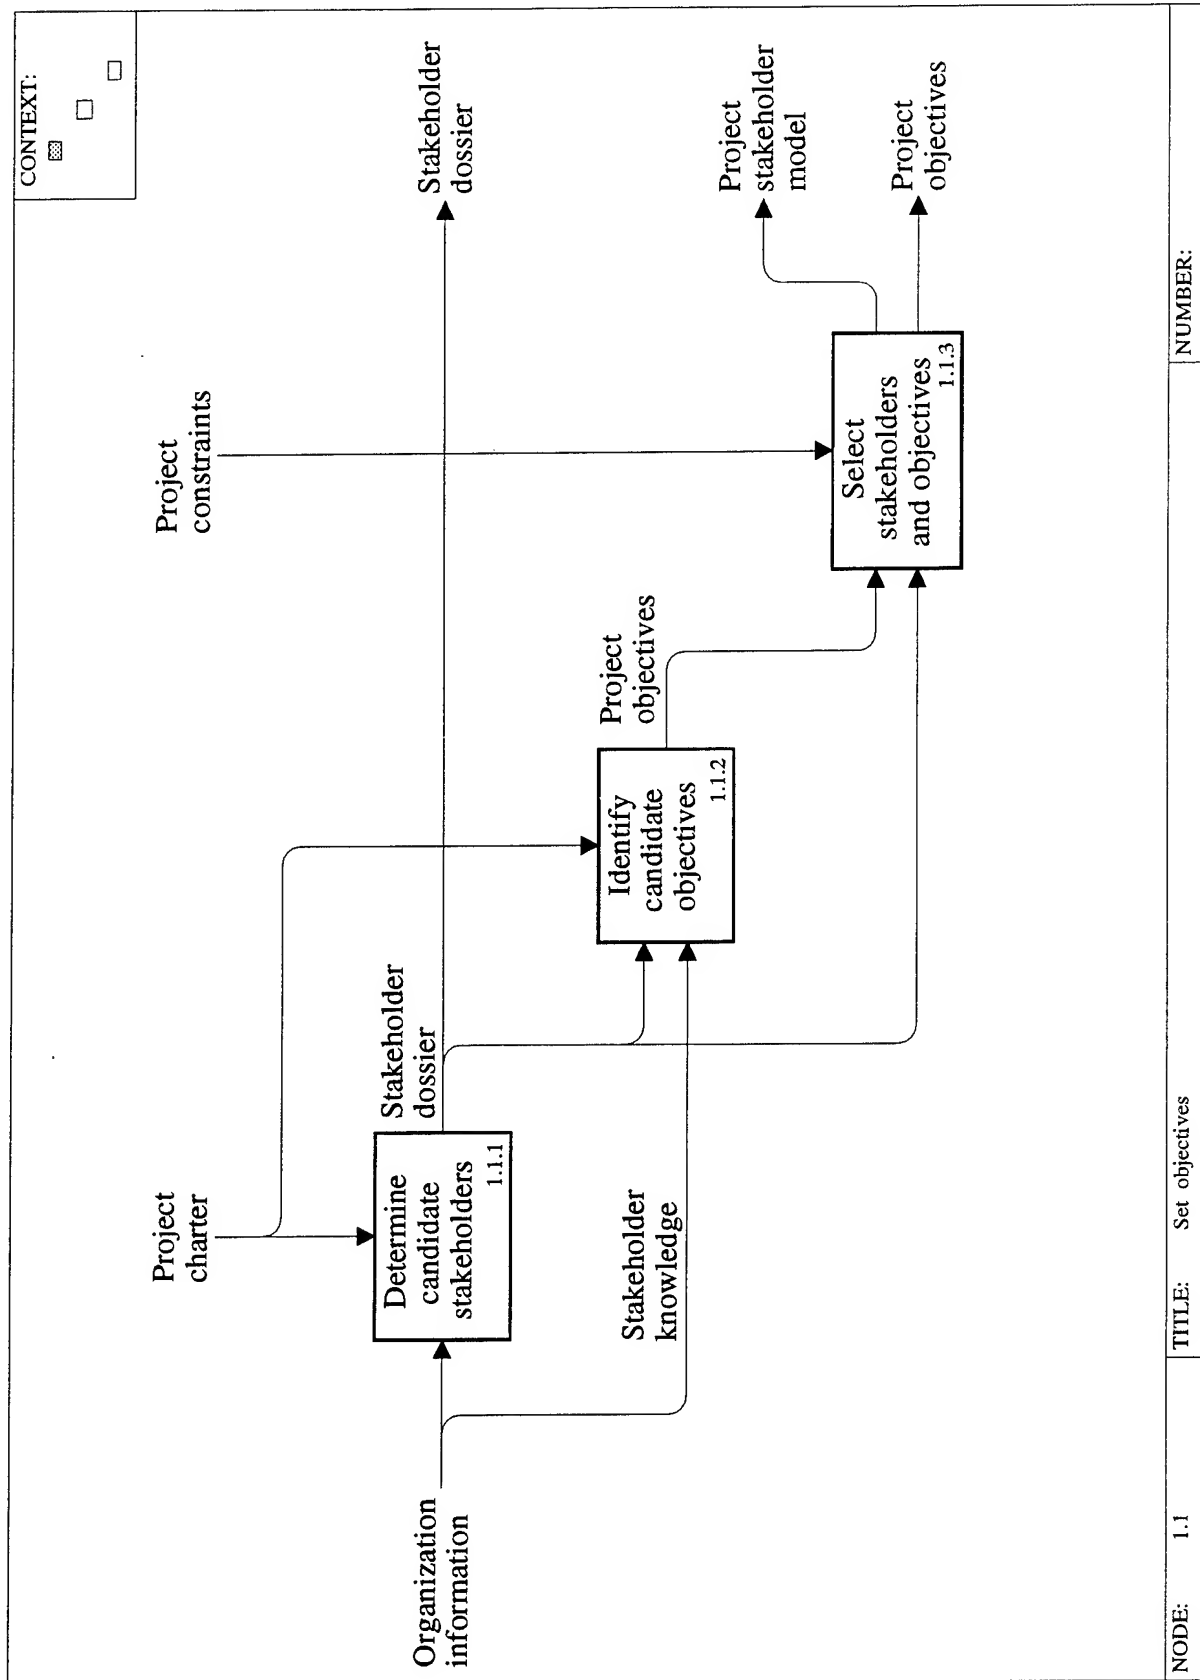 CONTEXT:
Project
charter
Project
constraints
Stakeholder
dossier
Determine
candidate
stakeholders
1.1.1
Stakeholder
dossier
Organization
information
Identify
candidate
objectives
1.1.2
Project
objectives
Stakeholder
knowledge
Select
stakeholders
and objectives
1.1.3
Project
stakeholder
model
Project
objectives
NODE: 1.1
TITLE: Set objectives
NUMBER: